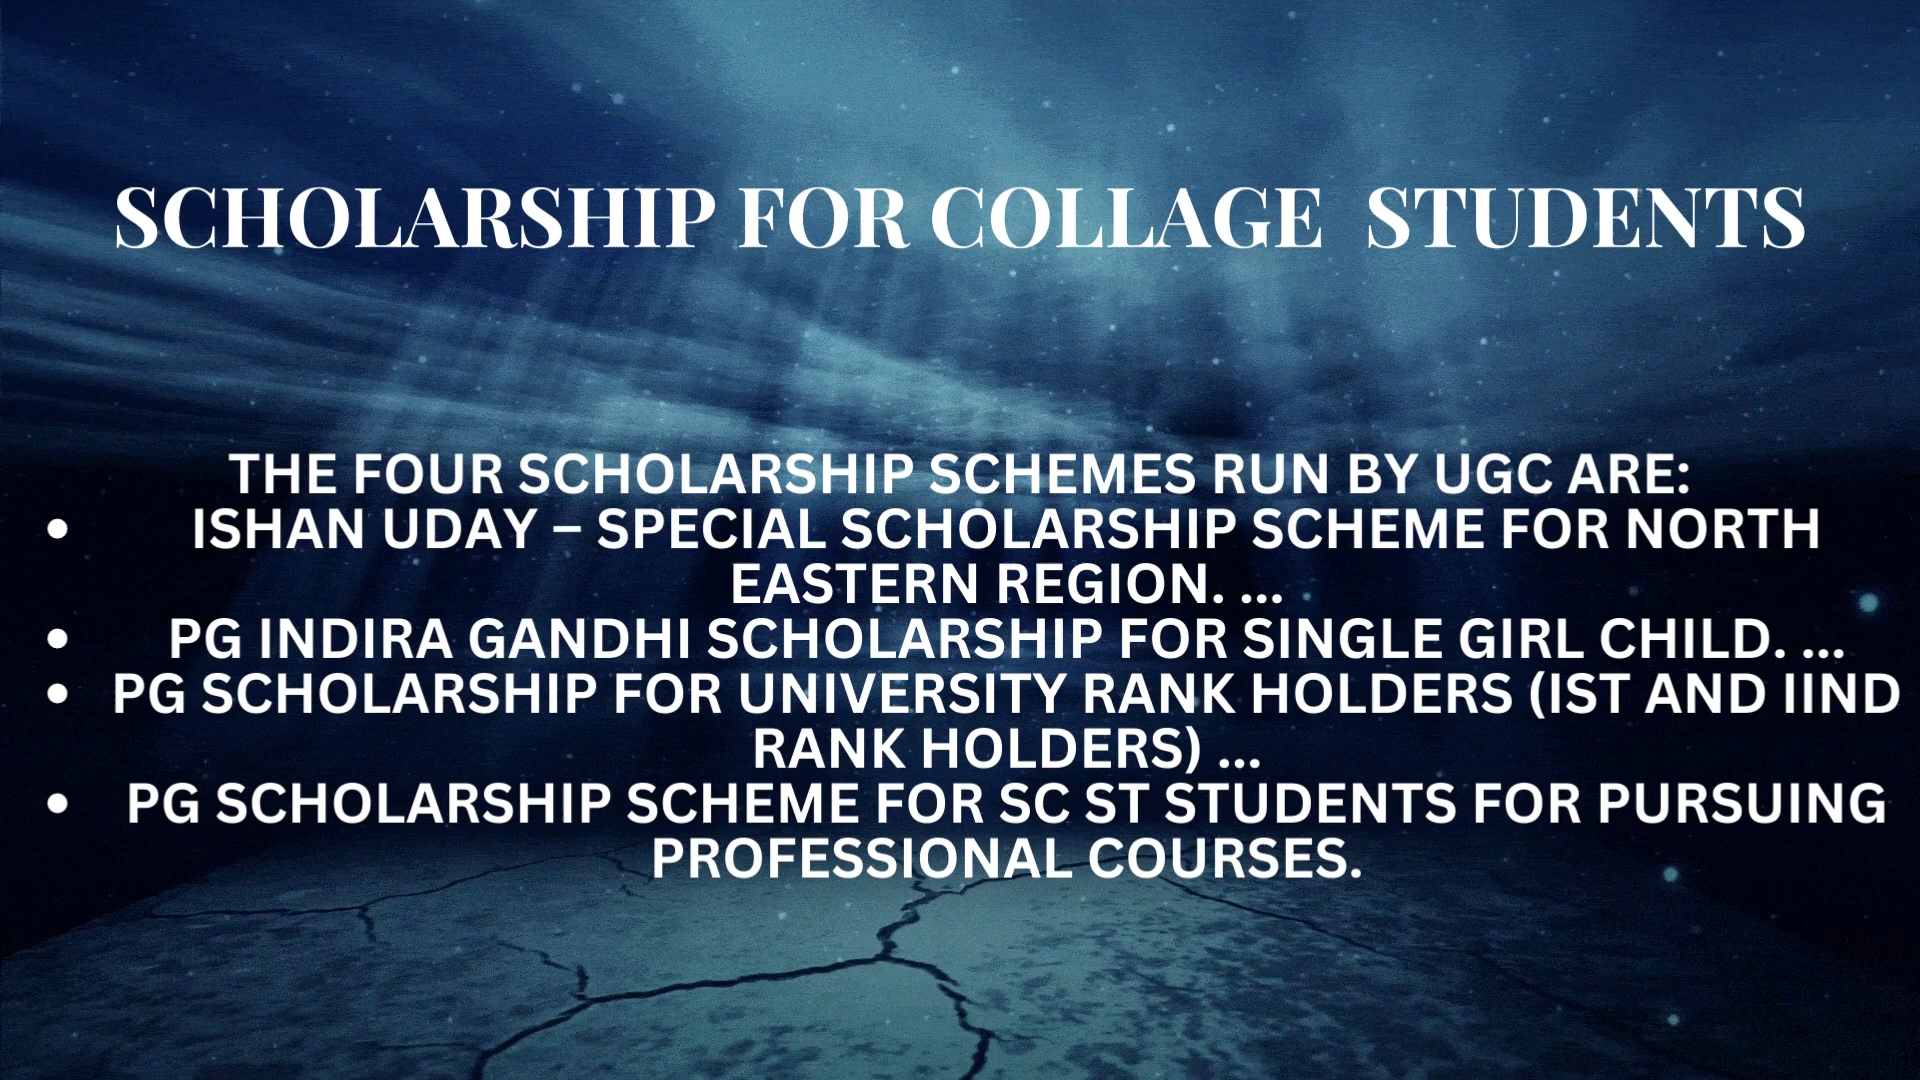 SCHOLARSHIP FOR COLLAGE STUDENTS
THE FOUR SCHOLARSHIP SCHEMES RUN BY UGC ARE:
• ISHAN UDAY – SPECIAL SCHOLARSHIP SCHEME FOR NORTH
EASTERN REGION. ...
• PG INDIRA GANDHI SCHOLARSHIP FOR SINGLE GIRL CHILD. ...
• PG SCHOLARSHIP FOR UNIVERSITY RANK HOLDERS (IST AND IIND
RANK HOLDERS) ...
• PG SCHOLARSHIP SCHEME FOR SC ST STUDENTS FOR PURSUING
PROFESSIONAL COURSES.